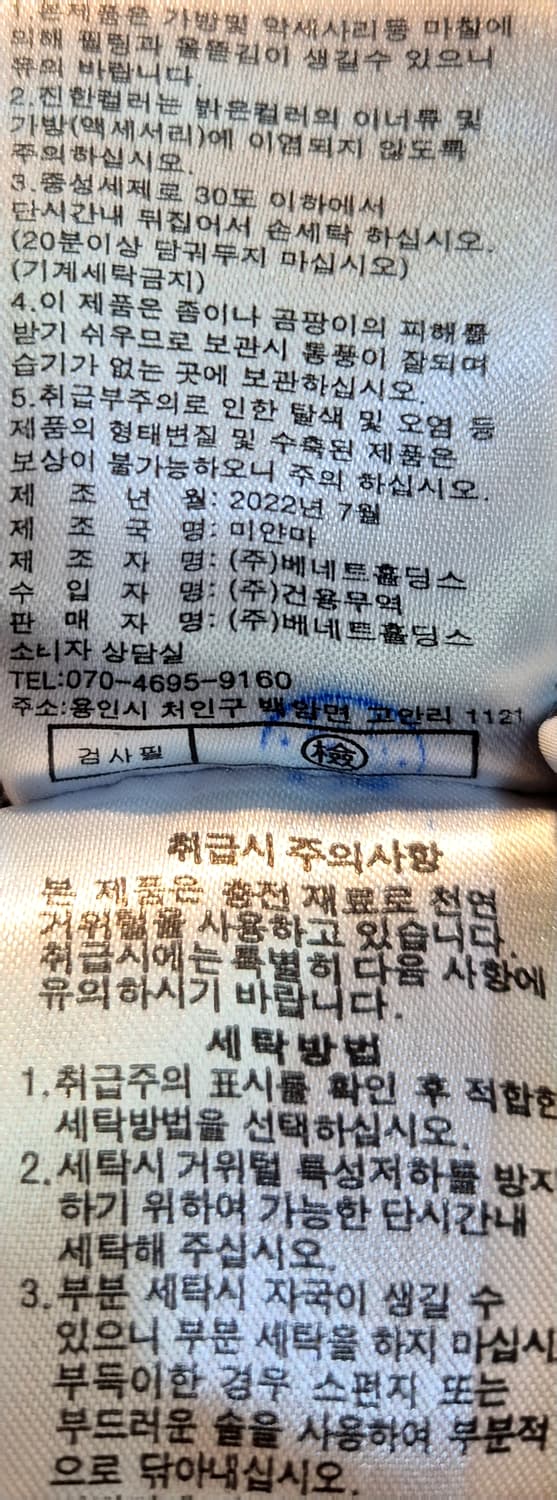 1.본제품은 가방및 악세사리등 마찰에
의해 필링과 올뜯김이 생길수 있으니
유의 바랍니다.
2.진한컬러는 밝은컬러의 이너류 및
가방(액세서리)에 이염되지 않도록
주의하십시오.
3.중성세제로 30도 이하에서
단시간내 뒤집어서 손세탁 하십시오.
(20분이상 담궈두지 마십시오)
(기계세탁금지)
4.이 제품은 좀이나 곰팡이의 피해를
받기 쉬우므로 보관시 통풍이 잘되며
습기가 없는 곳에 보관하십시오.
5.취급부주의로 인한 탈색 및 오염 등
제품의 형태변질 및 수축된 제품은
보상이 불가능하오니 주의 하십시오.
제 조 년 월: 2022년 7월
제 조 국 명: 미얀마
제 조 자 명: (주)베네트홀딩스
수 입 자 명: (주)건용무역
판 매 자 명: (주)베네트홀딩스
소비자 상담실
TEL:070-4695-9160
주소:용인시 처인구 백암면 고안리 1121
검사필 檢
취급시 주의사항
본 제품은 충전 재료로 천연
거위털을 사용하고 있습니다.
취급시에는 특별히 다음 사항에
유의하시기 바랍니다.
세탁방법
1.취급주의 표시를 확인 후 적합한
세탁방법을 선택하십시오.
2.세탁시 거위털 특성저하를 방지
하기 위하여 가능한 단시간내
세탁해 주십시오.
3.부분 세탁시 자국이 생길 수
있으니 부분 세탁을 하지 마십시
부득이한 경우 스펀지 또는
부드러운 솔을 사용하여 부분적
으로 닦아내십시오.